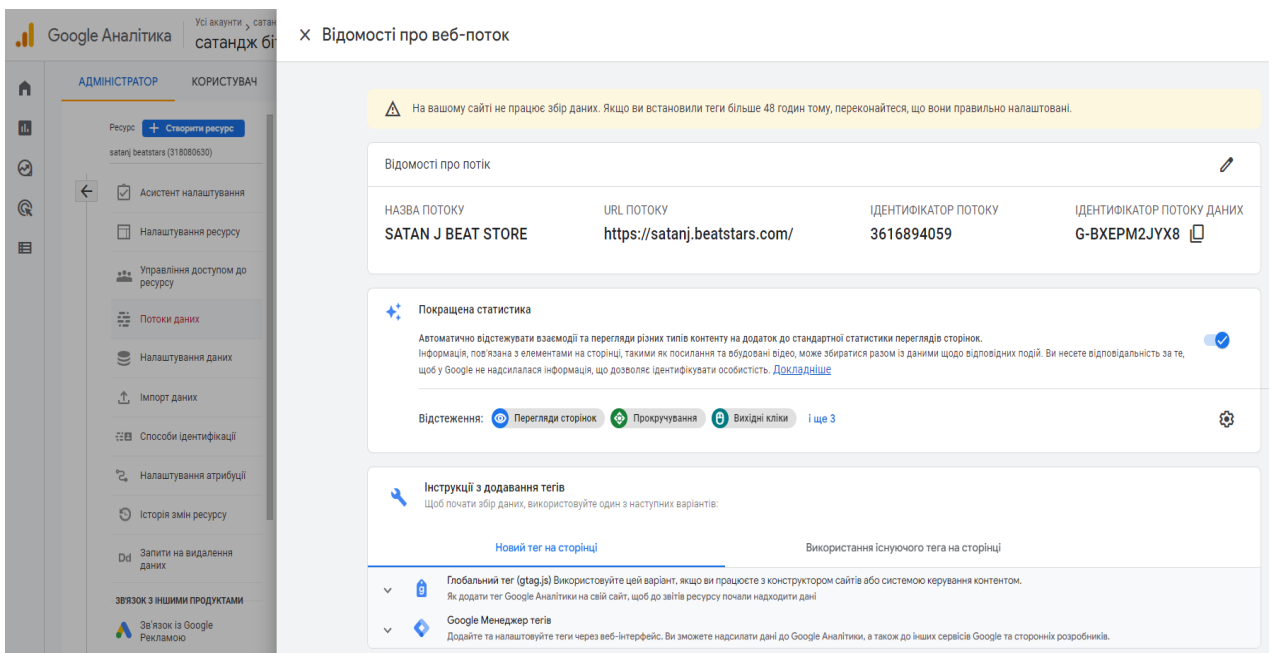 Google Аналітика
Усі акаунти > сатан
сатандж біт
АДМІНІСТРАТОР
КОРИСТУВАЧ
Ресурс
+ Створити ресурс
satanj beatstars (318080630)
Асистент налаштування
Налаштування ресурсу
Управління доступом до
ресурсу
Потоки даних
Налаштування даних
Імпорт даних
Способи ідентифікації
Налаштування атрибуції
Історія змін ресурсу
Dd
Запити на видалення
даних
ЗВ'ЯЗОК З ІНШИМИ ПРОДУКТАМИ
Зв'язок із Google
Рекламою
Відомості про веб-поток
На вашому сайті не працює збір даних. Якщо ви встановили теги більше 48 годин тому, переконайтеся, що вони правильно налаштовані.
Відомості про потік
НАЗВА ПОТОКУ
SATAN J BEAT STORE
URL ПОТОКУ
https://satanj.beatstars.com/
ІДЕНТИФІКАТОР ПОТОКУ
3616894059
ІДЕНТИФІКАТОР ПОТОКУ ДАНИХ
G-BXEPM2JYX8
Покращена статистика
Автоматично відстежувати взаємодії та перегляди різних типів контенту на додаток до стандартної статистики переглядів сторінок.
Інформація, пов'язана з елементами на сторінці, такими як посилання та вбудовані відео, може збиратися разом із даними щодо відповідних подій. Ви несете відповідальність за те,
щоб у Google не надсилалася інформація, що дозволяє ідентифікувати особистість. Докладніше
Відстеження:
Перегляди сторінок
Прокручування
Вихідні кліки
і ще 3
Інструкції з додавання тегів
Щоб почати збір даних, використовуйте один з наступних варіантів:
Новий тег на сторінці
Використання існуючого тега на сторінці
Глобальний тег (gtag.js) Використовуйте цей варіант, якщо ви працюєте з конструктором сайтів або системою керування контентом.
Як додати тег Google Аналітики на свій сайт, щоб до звітів ресурсу почали надходити дані
Google Менеджер тегів
Додайте та налаштовуйте теги через веб-інтерфейс. Ви зможете надсилати дані до Google Аналітики, а також до інших сервісів Google та сторонніх розробників.